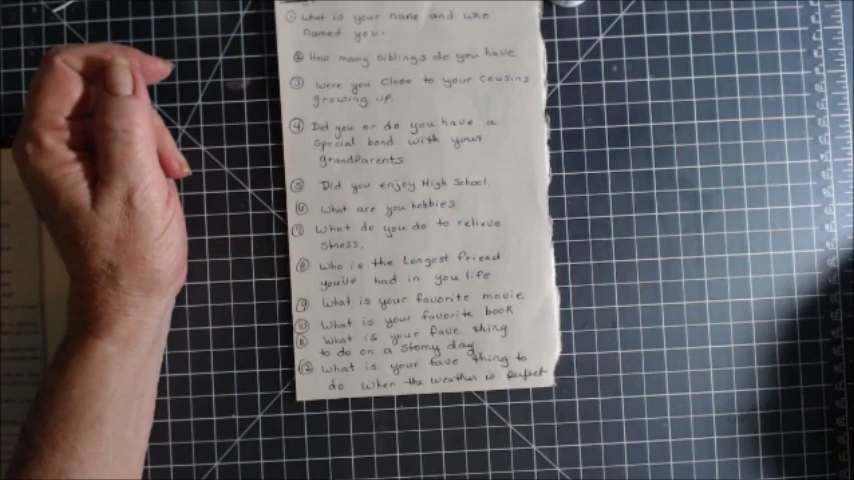 ① What is your name and who
named you.
② How many siblings do you have
③ Were you close to your cousins
growing up.
④ Did you or do you have a
special bond with your
grandparents
⑤ Did you enjoy High School.
⑥ What are you hobbies
⑦ What do you do to relieve
stress.
⑧ Who is the Longest friend
you've had in you life
⑨ What is your favorite movie
⑩ What is your favorite book
⑪ What is your fave thing
to do on a stormy day
⑫ What is your fave thing to
do when the weather is perfect